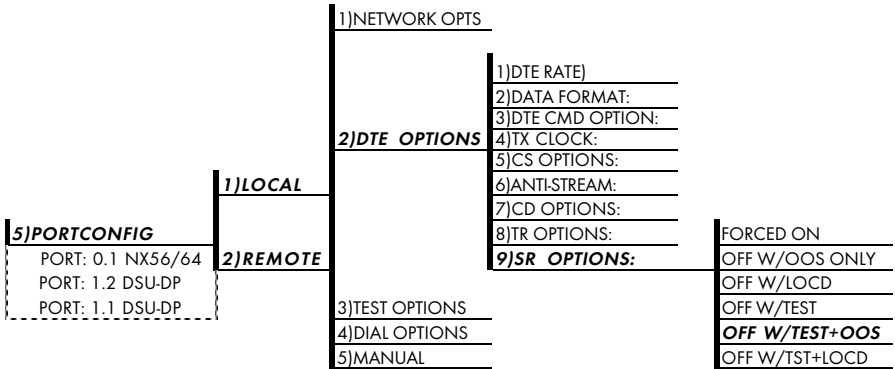 1)NETWORK OPTS
1)DTE RATE)
2)DATA FORMAT:
3)DTE CMD OPTION:
2)DTE OPTIONS
4)TX CLOCK:
5)CS OPTIONS:
1)LOCAL
6)ANTI-STREAM:
7)CD OPTIONS:
5)PORTCONFIG
8)TR OPTIONS:
FORCED ON
PORT: 0.1 NX56/64
2)REMOTE
9)SR OPTIONS:
OFF W/OOS ONLY
PORT: 1.2 DSU-DP
OFF W/LOCD
PORT: 1.1 DSU-DP
3)TEST OPTIONS
OFF W/TEST
4)DIAL OPTIONS
OFF W/TEST+OOS
5)MANUAL
OFF W/TST+LOCD